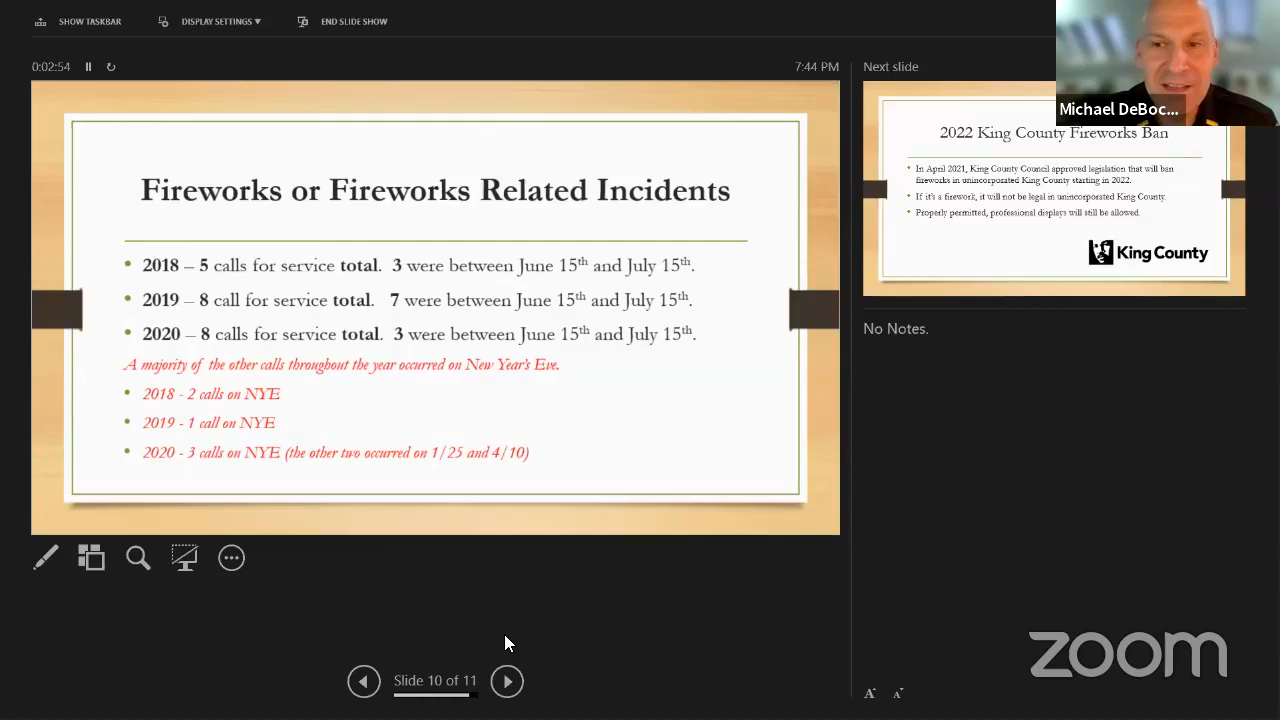 SHOW TASKBAR
DISPLAY SETTINGS ▼
END SLIDE SHOW
0:02:54
7:44 PM
Fireworks or Fireworks Related Incidents
• 2018 – 5 calls for service total. 3 were between June 15th and July 15th.
• 2019 – 8 call for service total. 7 were between June 15th and July 15th.
• 2020 – 8 calls for service total. 3 were between June 15th and July 15th.
A majority of the other calls throughout the year occurred on New Year's Eve.
• 2018 - 2 calls on NYE
• 2019 - 1 call on NYE
• 2020 - 3 calls on NYE (the other two occurred on 1/25 and 4/10)
Slide 10 of 11
Next slide
Michael DeBoc...
2022 King County Fireworks Ban
• In April 2021, King County Council approved legislation that will ban
fireworks in unincorporated King County starting in 2022.
• If it's a firework, it will not be legal in unincorporated King County.
• Properly permitted, professional displays will still be allowed.
King County
No Notes.
zoom
A A